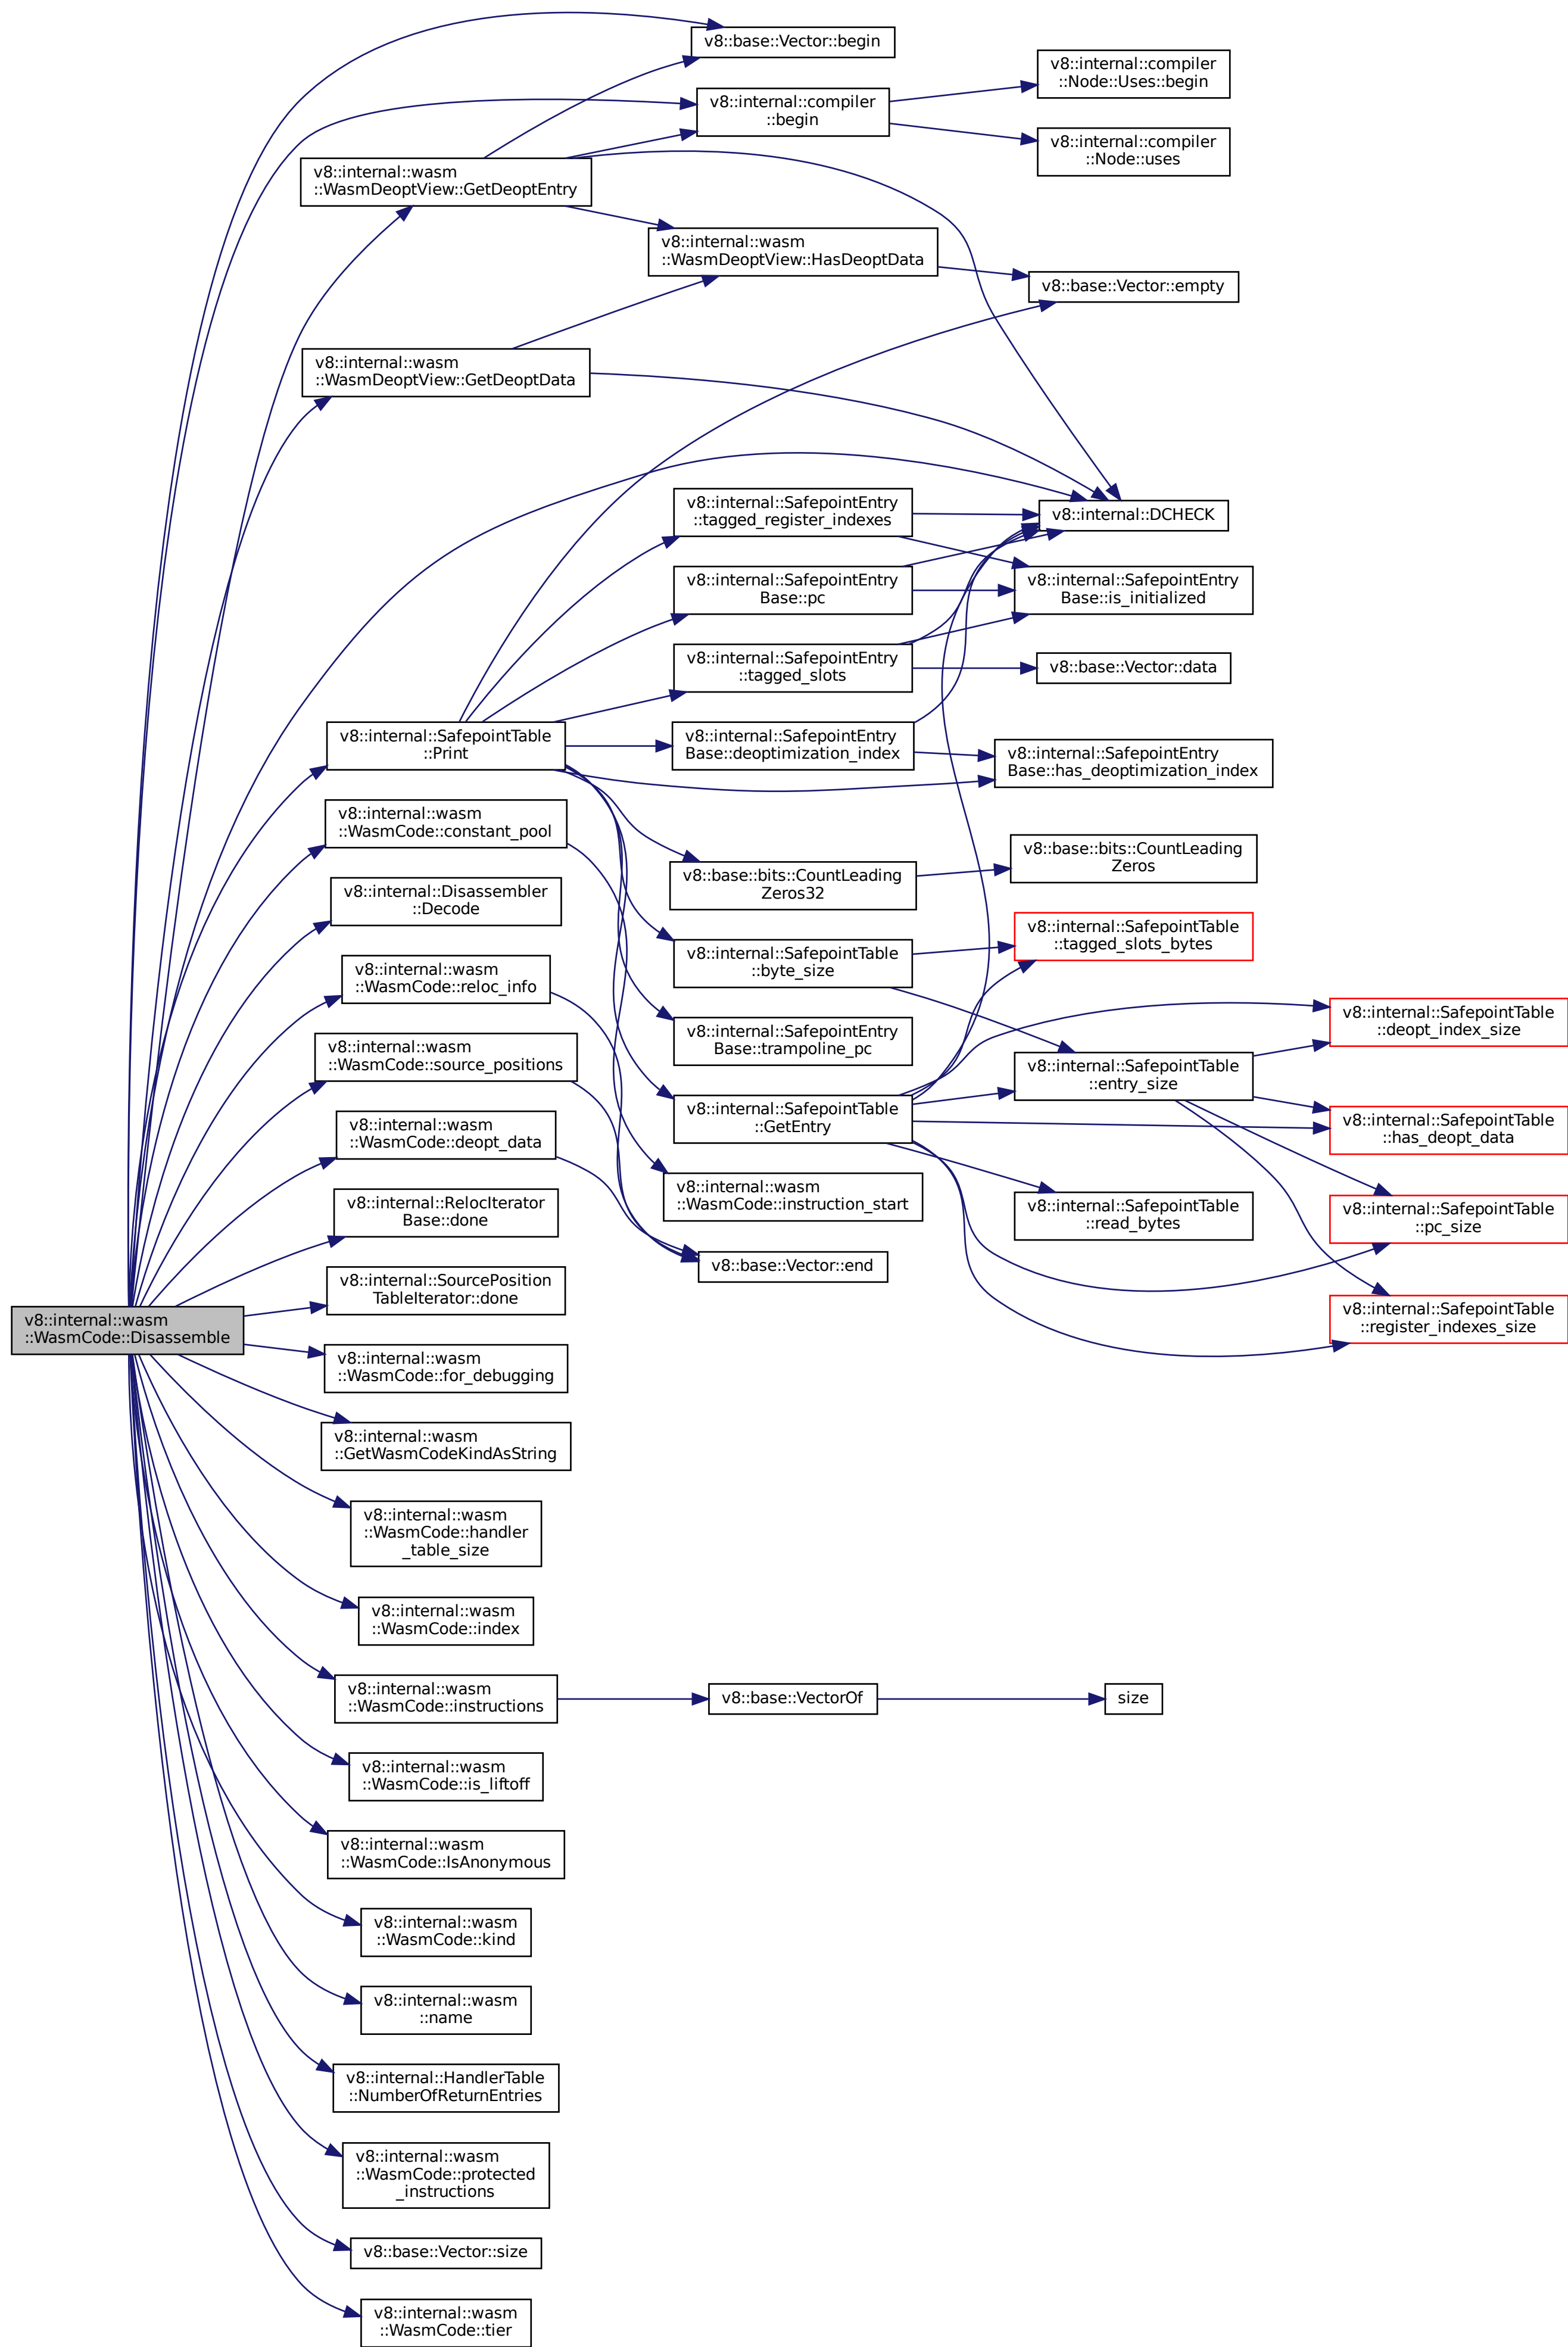 v8::base::Vector::begin
v8::internal::compiler
::Node::Uses::begin
v8::internal::compiler
::begin
v8::internal::compiler
::Node::uses
v8::internal::wasm
::WasmDeoptView::GetDeoptEntry
v8::internal::wasm
::WasmDeoptView::HasDeoptData
v8::base::Vector::empty
v8::internal::wasm
::WasmDeoptView::GetDeoptData
v8::internal::SafepointEntry
::tagged_register_indexes
v8::internal::DCHECK
v8::internal::SafepointEntry
Base::pc
v8::internal::SafepointEntry
Base::is_initialized
v8::internal::SafepointEntry
::tagged_slots
v8::base::Vector::data
v8::internal::SafepointTable
::Print
v8::internal::SafepointEntry
Base::deoptimization_index
v8::internal::SafepointEntry
Base::has_deoptimization_index
v8::internal::wasm
::WasmCode::constant_pool
v8::base::bits::CountLeading
Zeros32
v8::base::bits::CountLeading
Zeros
v8::internal::Disassembler
::Decode
v8::internal::SafepointTable
::byte_size
v8::internal::SafepointTable
::tagged_slots_bytes
v8::internal::wasm
::WasmCode::reloc_info
v8::internal::SafepointEntry
Base::trampoline_pc
v8::internal::SafepointTable
::deopt_index_size
v8::internal::wasm
::WasmCode::source_positions
v8::internal::SafepointTable
::entry_size
v8::internal::SafepointTable
::GetEntry
v8::internal::SafepointTable
::has_deopt_data
v8::internal::wasm
::WasmCode::deopt_data
v8::internal::wasm
::WasmCode::instruction_start
v8::internal::SafepointTable
::read_bytes
v8::internal::SafepointTable
::pc_size
v8::internal::RelocIterator
Base::done
v8::base::Vector::end
v8::internal::SourcePosition
TableIterator::done
v8::internal::SafepointTable
::register_indexes_size
v8::internal::wasm
::WasmCode::Disassemble
v8::internal::wasm
::WasmCode::for_debugging
v8::internal::wasm
::GetWasmCodeKindAsString
v8::internal::wasm
::WasmCode::handler
_table_size
v8::internal::wasm
::WasmCode::index
v8::internal::wasm
::WasmCode::instructions
v8::base::VectorOf
size
v8::internal::wasm
::WasmCode::is_liftoff
v8::internal::wasm
::WasmCode::IsAnonymous
v8::internal::wasm
::WasmCode::kind
v8::internal::wasm
::name
v8::internal::HandlerTable
::NumberOfReturnEntries
v8::internal::wasm
::WasmCode::protected
_instructions
v8::base::Vector::size
v8::internal::wasm
::WasmCode::tier